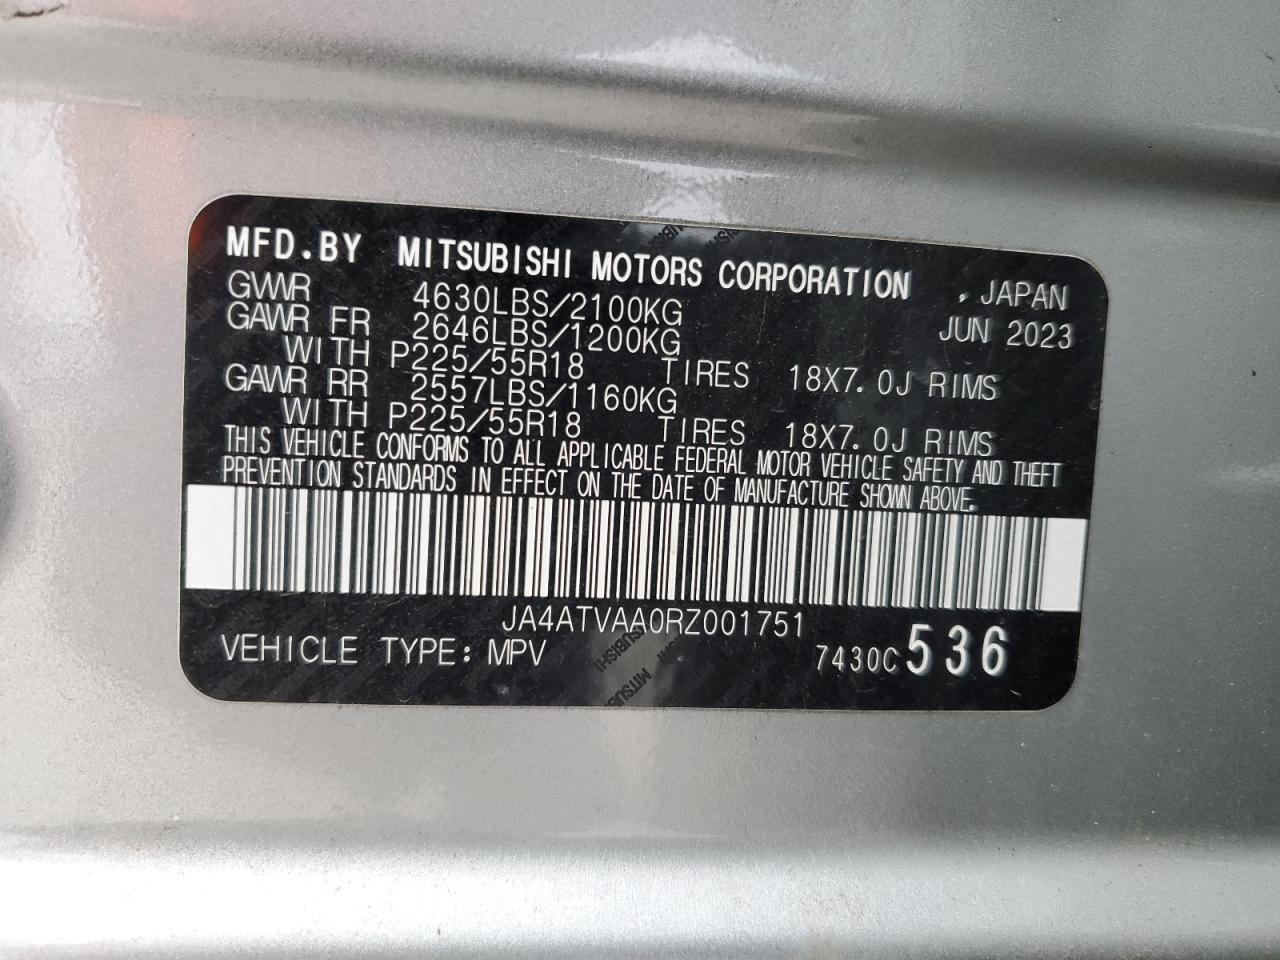 MFD.BY MITSUBISHI MOTORS CORPORATION , JAPAN
GVWR 4630LBS/2100KG JUN 2023
GAWR FR 2646LBS/1200KG
WITH P225/55R18 TIRES 18X7.0J RIMS
GAWR RR 2557LBS/1160KG
WITH P225/55R18 TIRES 18X7.0J RIMS
THIS VEHICLE CONFORMS TO ALL APPLICABLE FEDERAL MOTOR VEHICLE SAFETY AND THEFT
PREVENTION STANDARDS IN EFFECT ON THE DATE OF MANUFACTURE SHOWN ABOVE.
JA4ATVAA0RZ001751
VEHICLE TYPE: MPV 7430C 536